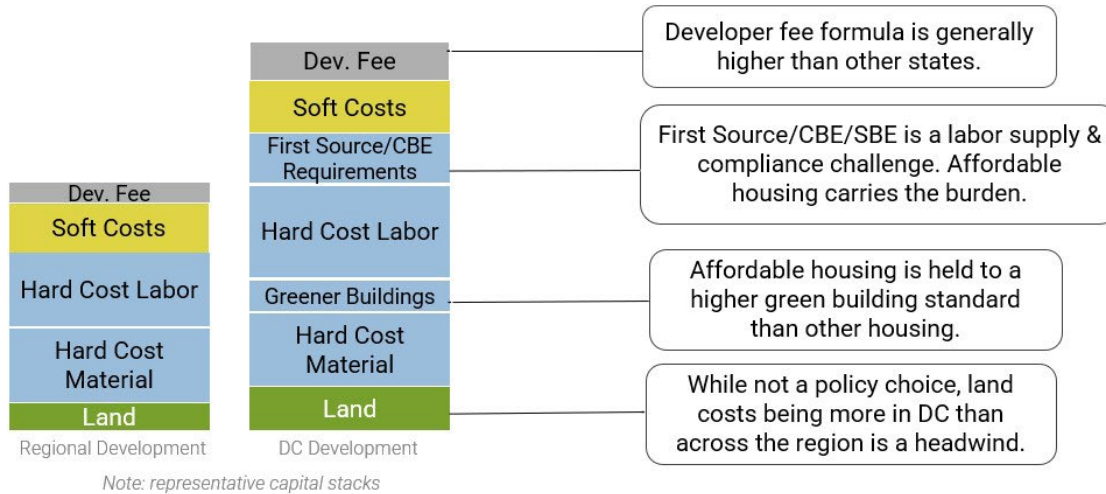 Dev. Fee
Soft Costs
Hard Cost Labor
Hard Cost
Material
Land
Regional Development
Dev. Fee
Soft Costs
First Source/CBE
Requirements
Hard Cost Labor
Greener Buildings
Hard Cost
Material
Land
DC Development
Developer fee formula is generally
higher than other states.
First Source/CBE/SBE is a labor supply &
compliance challenge. Affordable
housing carries the burden.
Affordable housing is held to a
higher green building standard
than other housing.
While not a policy choice, land
costs being more in DC than
across the region is a headwind.
Note: representative capital stacks